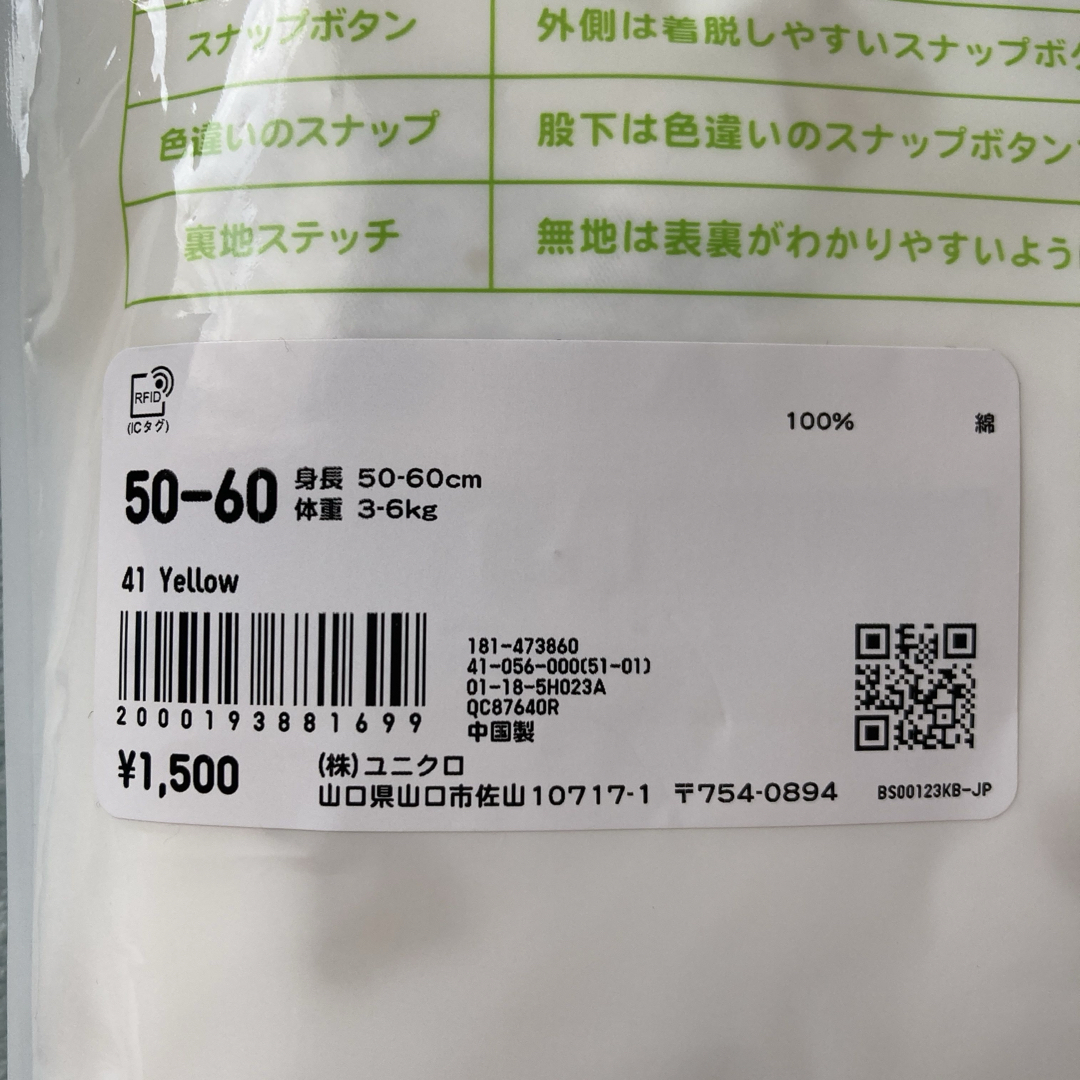 スナップボタン 外側は着脱しやすいスナップボ
色違いのスナップ 股下は色違いのスナップボタン
裏地ステッチ 無地は表裏がわかりやすいよう
RFID
(ICタグ)
100% 綿
50-60 身長 50-60cm
体重 3-6kg
41 Yellow
2000193881699
181-473860
41-056-000(51-01)
01-18-5H023A
QC87640R
中国製
¥1,500
(株)ユニクロ
山口県山口市佐山10717-1 〒754-0894
BS00123KB-JP